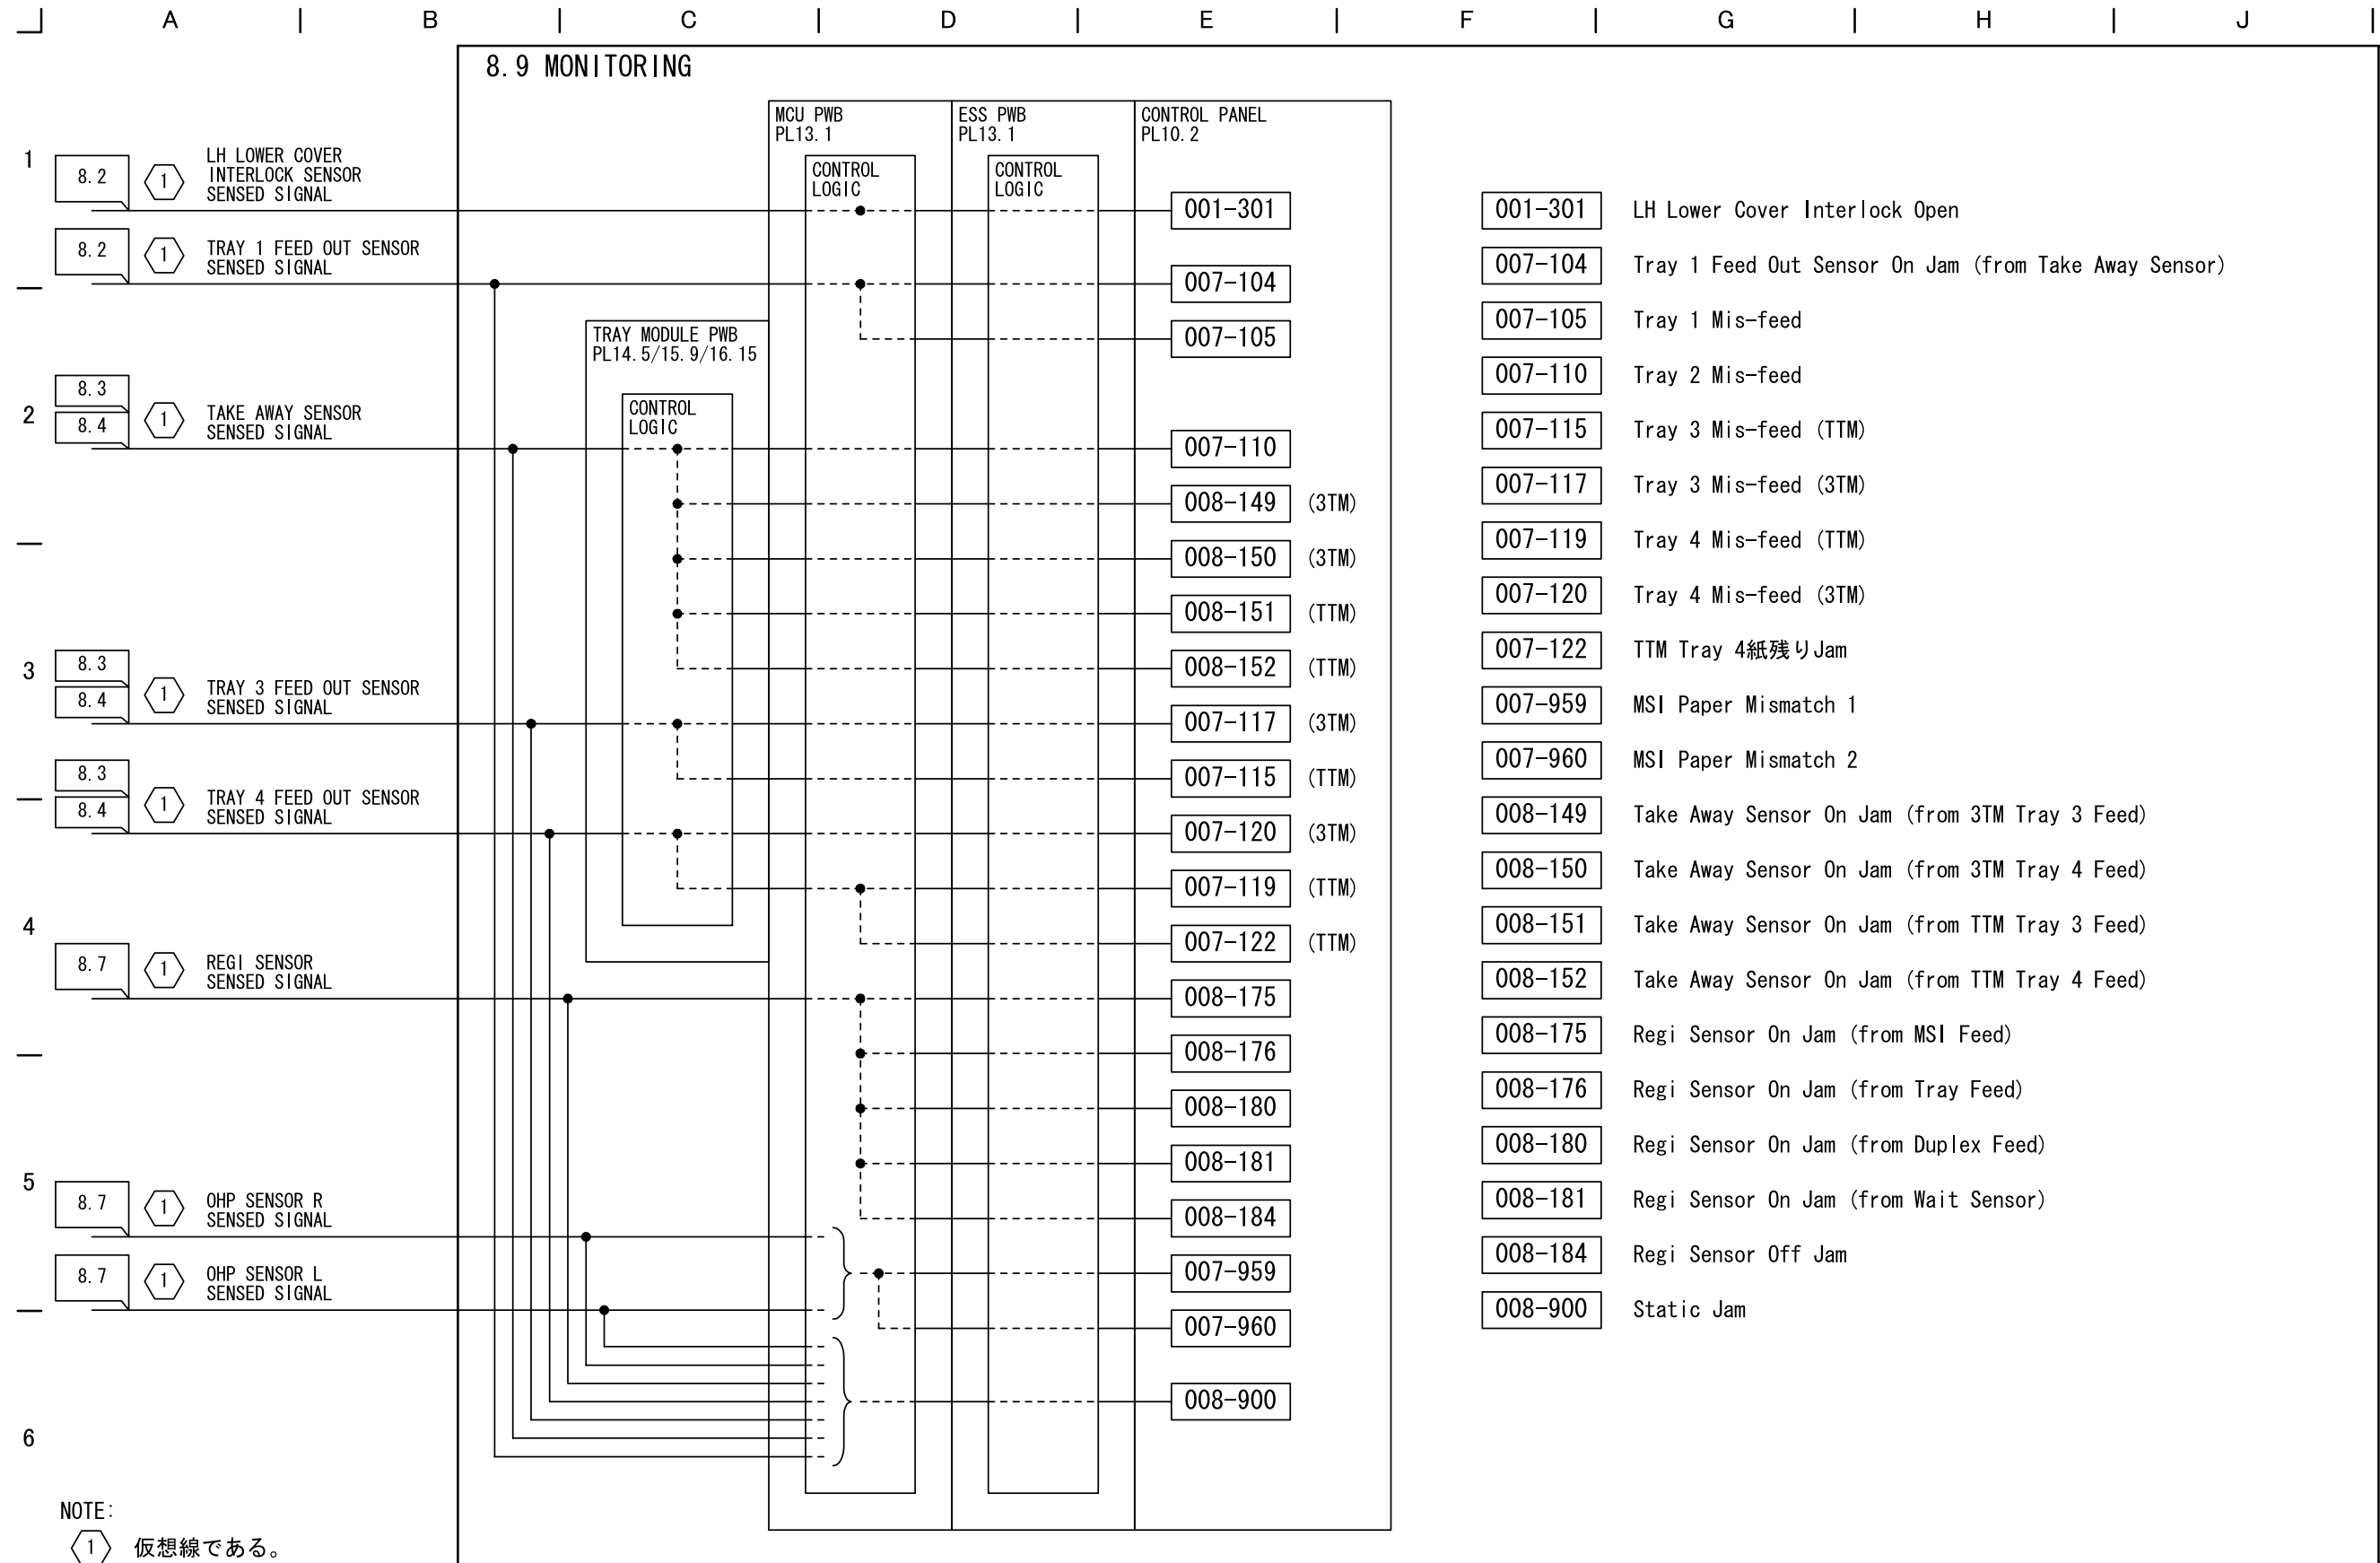 A B C D E F G H J
8.9 MONITORING
MCU PWB
PL13.1
ESS PWB
PL13.1
CONTROL PANEL
PL10.2
CONTROL
LOGIC
CONTROL
LOGIC
1
8.2
1
LH LOWER COVER
INTERLOCK SENSOR
SENSED SIGNAL
001-301
8.2
1
TRAY 1 FEED OUT SENSOR
SENSED SIGNAL
007-104
007-105
TRAY MODULE PWB
PL14.5/15.9/16.15
CONTROL
LOGIC
2
8.3
8.4
1
TAKE AWAY SENSOR
SENSED SIGNAL
007-110
008-149 (3TM)
008-150 (3TM)
008-151 (TTM)
008-152 (TTM)
3
8.3
8.4
1
TRAY 3 FEED OUT SENSOR
SENSED SIGNAL
007-117 (3TM)
007-115 (TTM)
8.3
8.4
1
TRAY 4 FEED OUT SENSOR
SENSED SIGNAL
007-120 (3TM)
007-119 (TTM)
007-122 (TTM)
4
8.7
1
REGI SENSOR
SENSED SIGNAL
008-175
008-176
008-180
008-181
008-184
5
8.7
1
OHP SENSOR R
SENSED SIGNAL
8.7
1
OHP SENSOR L
SENSED SIGNAL
007-959
007-960
008-900
6
001-301 LH Lower Cover Interlock Open
007-104 Tray 1 Feed Out Sensor On Jam (from Take Away Sensor)
007-105 Tray 1 Mis-feed
007-110 Tray 2 Mis-feed
007-115 Tray 3 Mis-feed (TTM)
007-117 Tray 3 Mis-feed (3TM)
007-119 Tray 4 Mis-feed (TTM)
007-120 Tray 4 Mis-feed (3TM)
007-122 TTM Tray 4紙残りJam
007-959 MSI Paper Mismatch 1
007-960 MSI Paper Mismatch 2
008-149 Take Away Sensor On Jam (from 3TM Tray 3 Feed)
008-150 Take Away Sensor On Jam (from 3TM Tray 4 Feed)
008-151 Take Away Sensor On Jam (from TTM Tray 3 Feed)
008-152 Take Away Sensor On Jam (from TTM Tray 4 Feed)
008-175 Regi Sensor On Jam (from MSI Feed)
008-176 Regi Sensor On Jam (from Tray Feed)
008-180 Regi Sensor On Jam (from Duplex Feed)
008-181 Regi Sensor On Jam (from Wait Sensor)
008-184 Regi Sensor Off Jam
008-900 Static Jam
NOTE:
1 仮想線である。